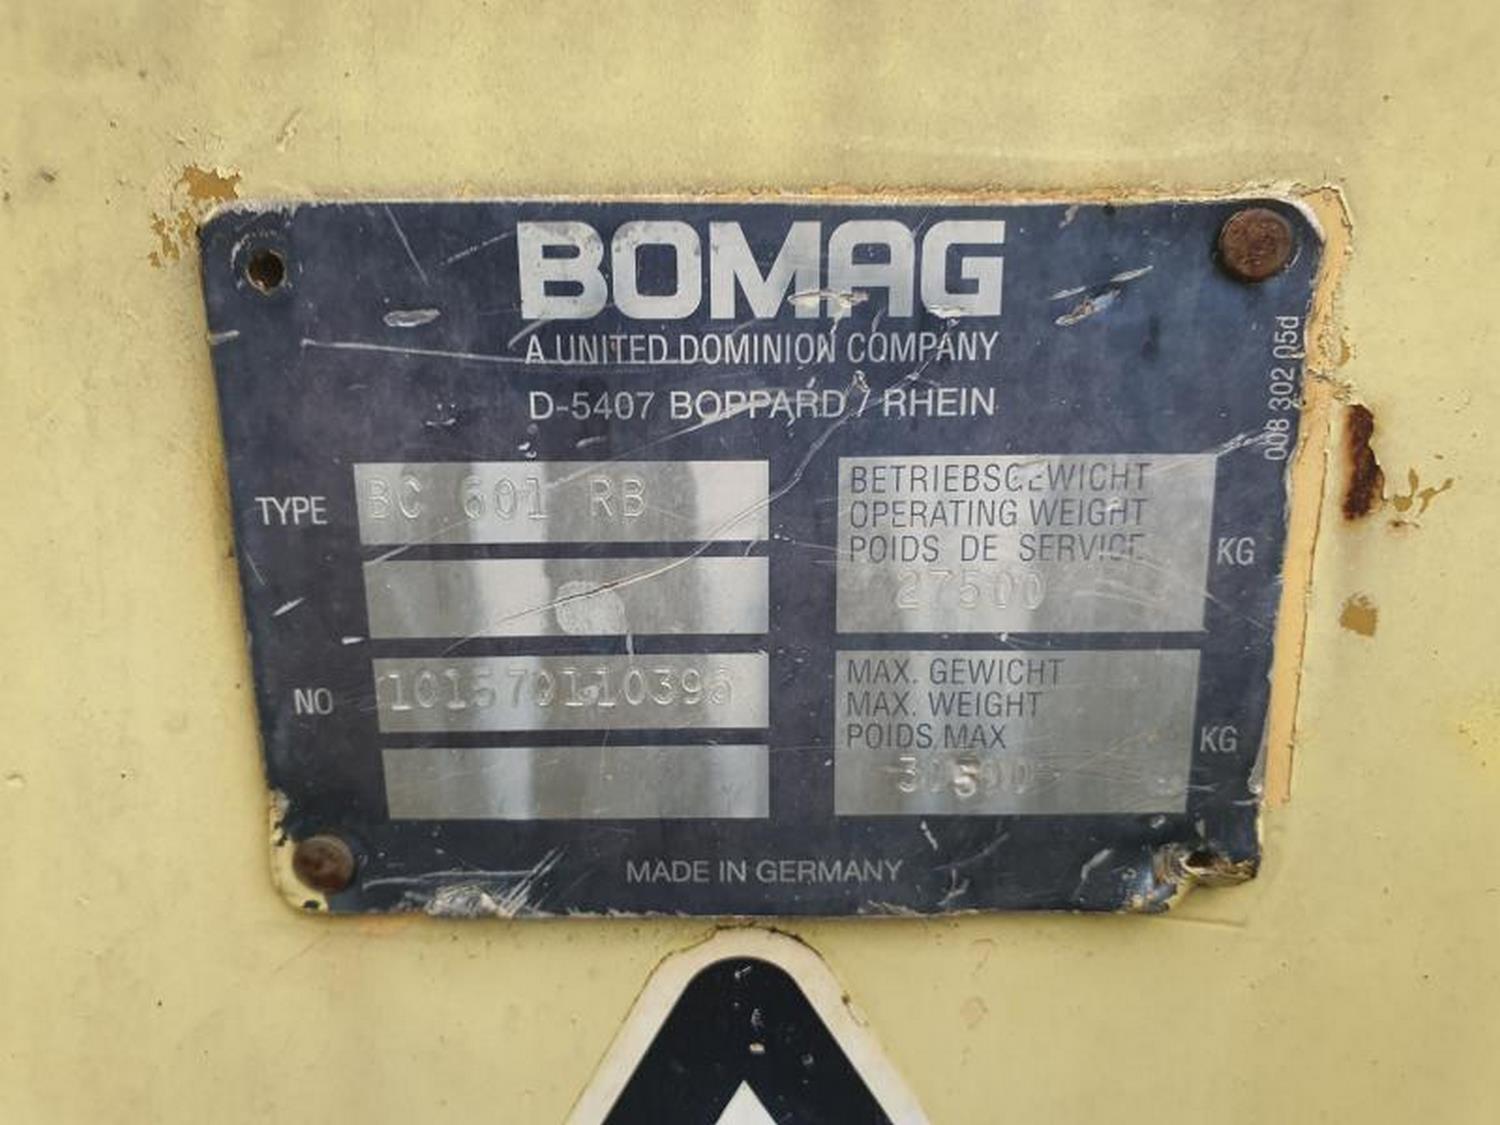 BOMAG
A UNITED DOMINION COMPANY
D-5407 BOPPARD / RHEIN
008 302 05d
TYPE BC 601 RB
NO 101570110396
BETRIEBSGEWICHT
OPERATING WEIGHT
POIDS DE SERVICE
27500 KG
MAX. GEWICHT
MAX. WEIGHT
POIDS MAX
KG
MADE IN GERMANY